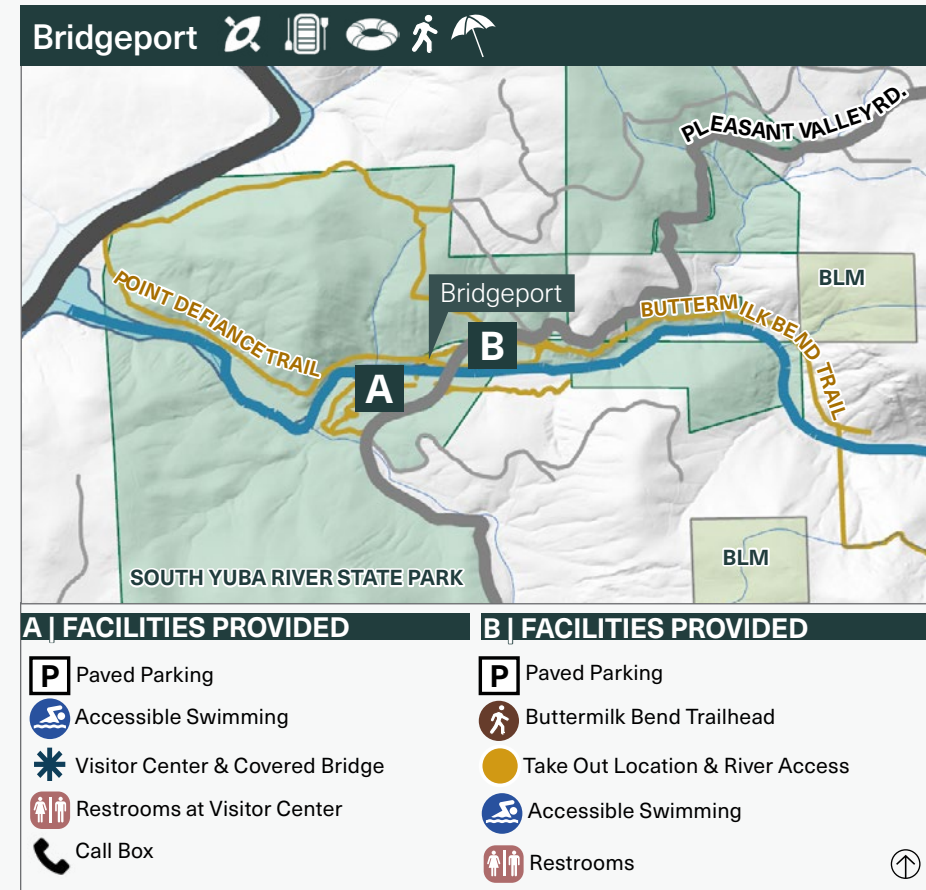 Bridgeport
PLEASANT VALLEY RD.
BLM
POINT DEFIANCE TRAIL
Bridgeport
BUTTERMILK BEND TRAIL
B
A
BLM
SOUTH YUBA RIVER STATE PARK
A | FACILITIES PROVIDED
P Paved Parking
Accessible Swimming
Visitor Center & Covered Bridge
Restrooms at Visitor Center
Call Box
B | FACILITIES PROVIDED
P Paved Parking
Buttermilk Bend Trailhead
Take Out Location & River Access
Accessible Swimming
Restrooms